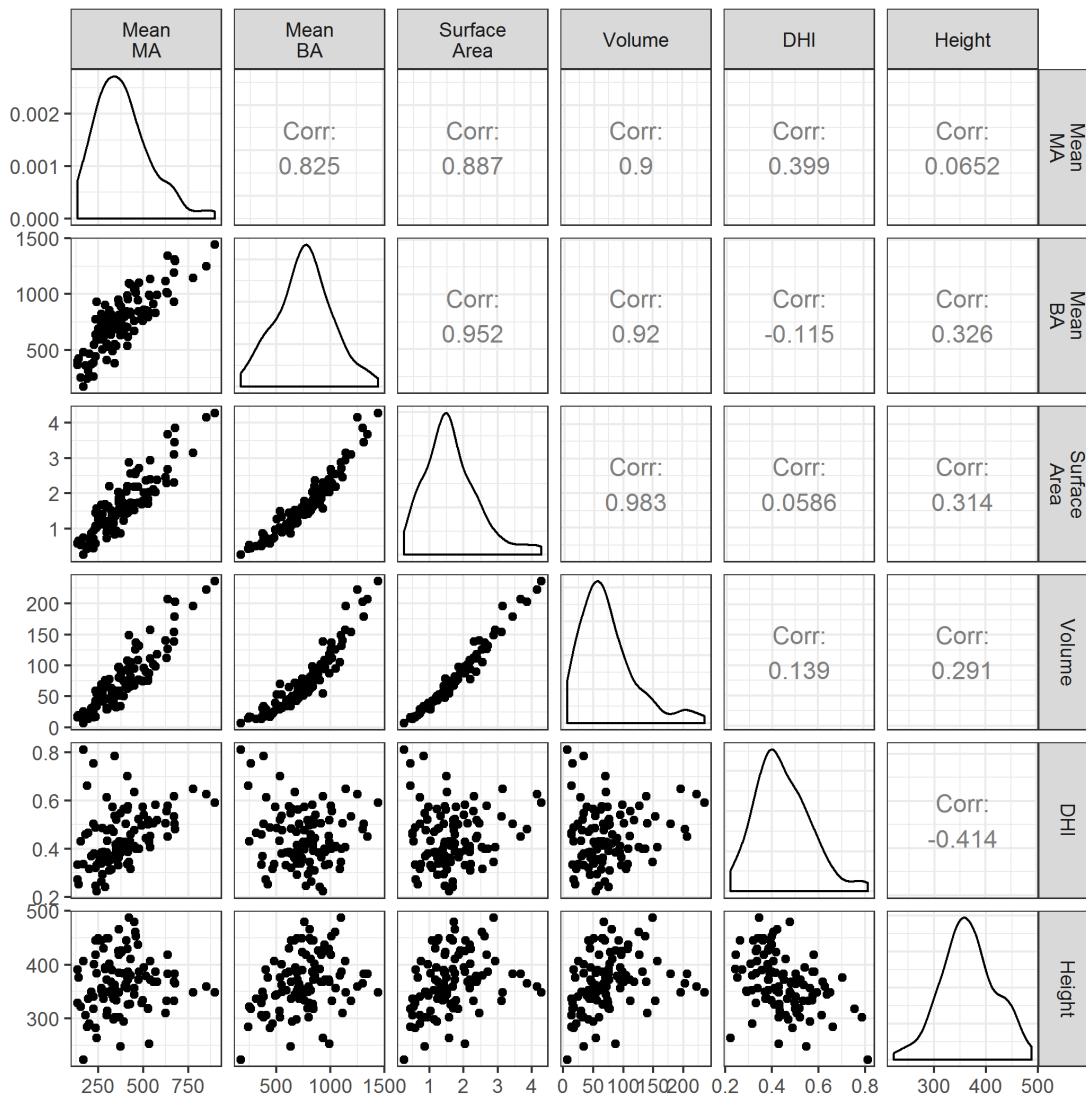 Mean
MA
Mean
BA
Surface
Area
Volume
DHI
Height
0.002
0.001
0.000
Corr:
0.825
Corr:
0.887
Corr:
0.9
Corr:
0.399
Corr:
0.0652
Mean
MA
1500
1000
500
Corr:
0.952
Corr:
0.92
Corr:
-0.115
Corr:
0.326
Mean
BA
4
3
2
1
Corr:
0.983
Corr:
0.0586
Corr:
0.314
Surface
Area
200
150
100
50
0
Corr:
0.139
Corr:
0.291
Volume
0.8
0.6
0.4
0.2
Corr:
-0.414
DHI
500
400
300
Height
250 500 750
500 1000 1500
0 1 2 3 4
0 50 100 150 200
0.2 0.4 0.6 0.8
300 400 500